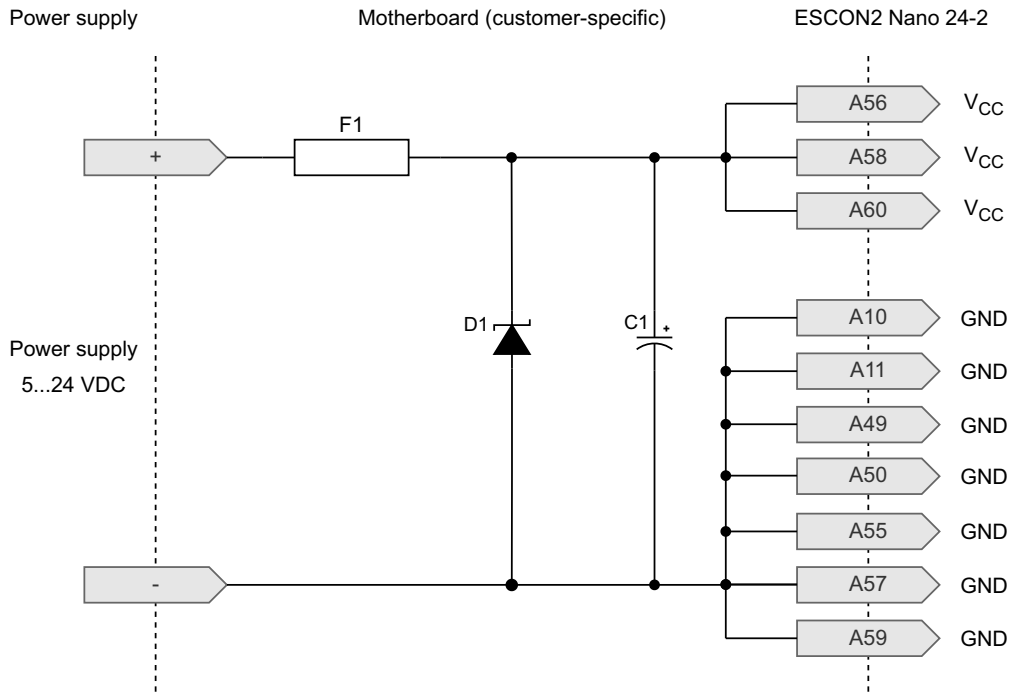 Power supply
Motherboard (customer-specific)
ESCON2 Nano 24-2
A56
VCC
F1
+
A58
VCC
A60
VCC
A10
GND
D1
C1
+
Power supply
5...24 VDC
A11
GND
A49
GND
A50
GND
A55
GND
-
A57
GND
A59
GND